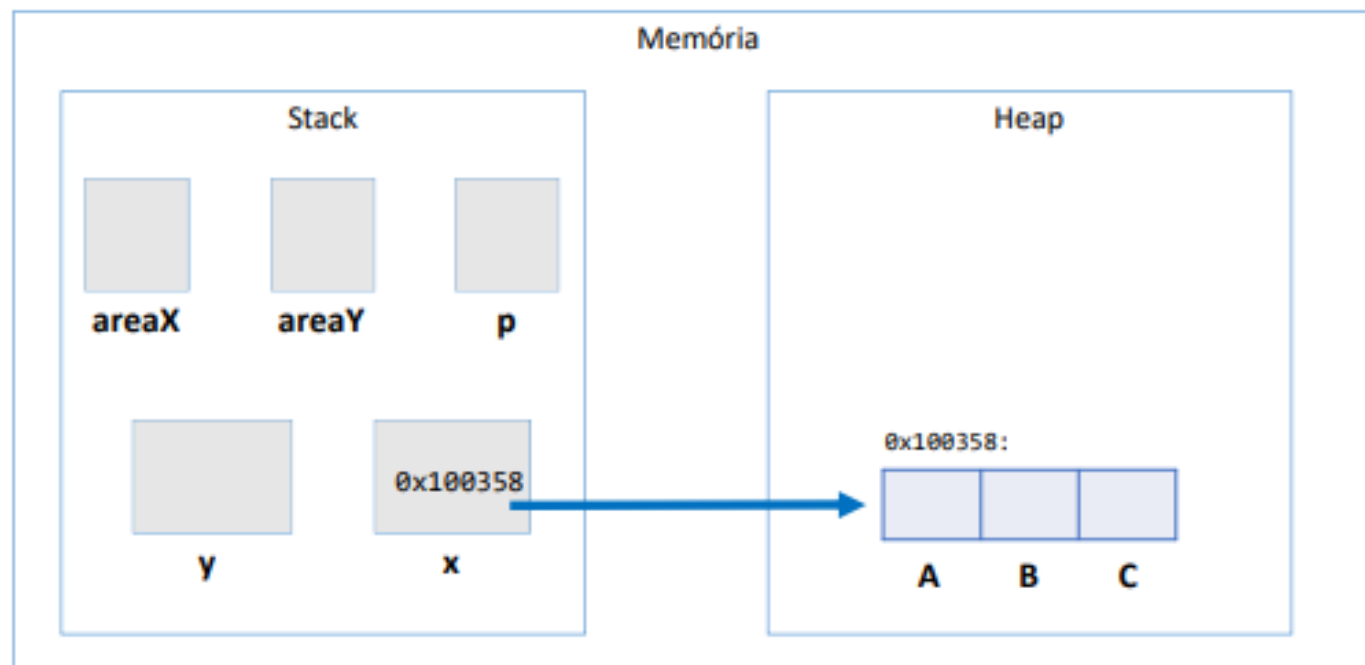 Memória
Stack
Heap
areaX
areaY
p
0x100358:
0x100358
y
x
A
B
C